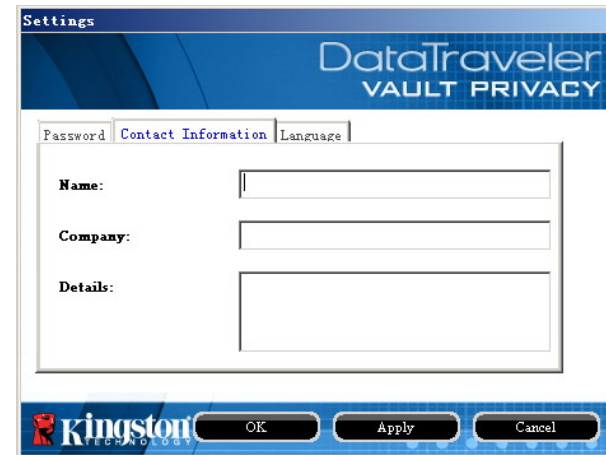 Settings
DataTraveler
VAULT PRIVACY
Password Contact Information Language
Name:
Company:
Details:
Kingston
TECHNOLOGY
OK Apply Cancel